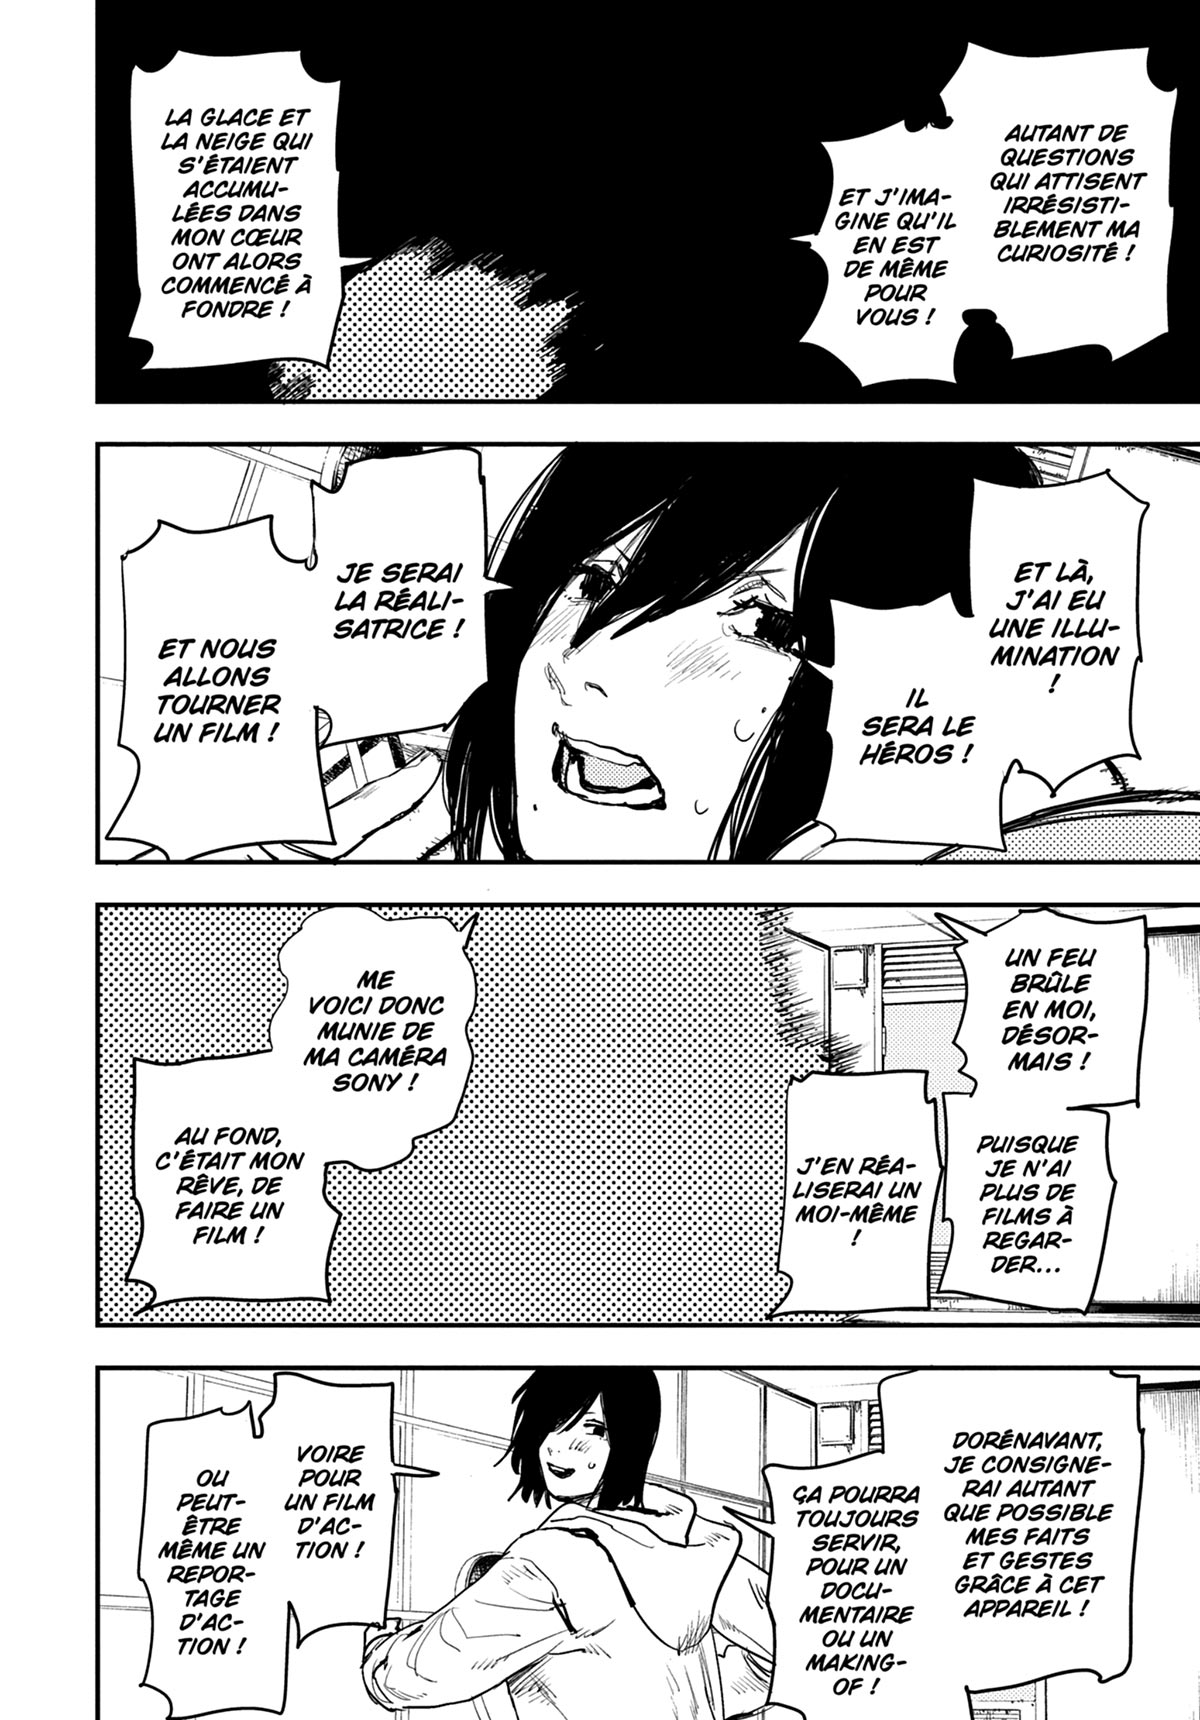 AUTANT DE
QUESTIONS
QUI ATTISENT
IRRÉSISTI-
BLEMENT MA
CURIOSITÉ !
ET J'IMA-
GINE QU'IL
EN EST
DE MÊME
POUR
VOUS !
LA GLACE ET
LA NEIGE QUI
S'ÉTAIENT
ACCUMU-
LÉES DANS
MON CŒUR
ONT ALORS
COMMENCÉ À
FONDRE !
ET LÀ,
J'AI EU
UNE ILLU-
MINATION
!
IL
SERA LE
HÉROS !
JE SERAI
LA RÉALI-
SATRICE !
ET NOUS
ALLONS
TOURNER
UN FILM !
UN FEU
BRÛLE
EN MOI,
DÉSOR-
MAIS !
PUISQUE
JE N'AI
PLUS DE
FILMS À
REGAR-
DER...
J'EN RÉA-
LISERAI UN
MOI-MÊME
!
ME
VOICI DONC
MUNIE DE
MA CAMÉRA
SONY !
AU FOND,
C'ÉTAIT MON
RÊVE, DE
FAIRE UN
FILM !
DORÉNAVANT,
JE CONSIGNE-
RAI AUTANT
QUE POSSIBLE
MES FAITS
ET GESTES
GRÂCE À CET
APPAREIL !
ÇA POURRA
TOUJOURS
SERVIR,
POUR UN
DOCU-
MENTAIRE
OU UN
MAKING-
OF !
VOIRE
POUR
UN FILM
D'AC-
TION !
OU
PEUT-
ÊTRE
MÊME UN
REPOR-
TAGE
D'AC-
TION !